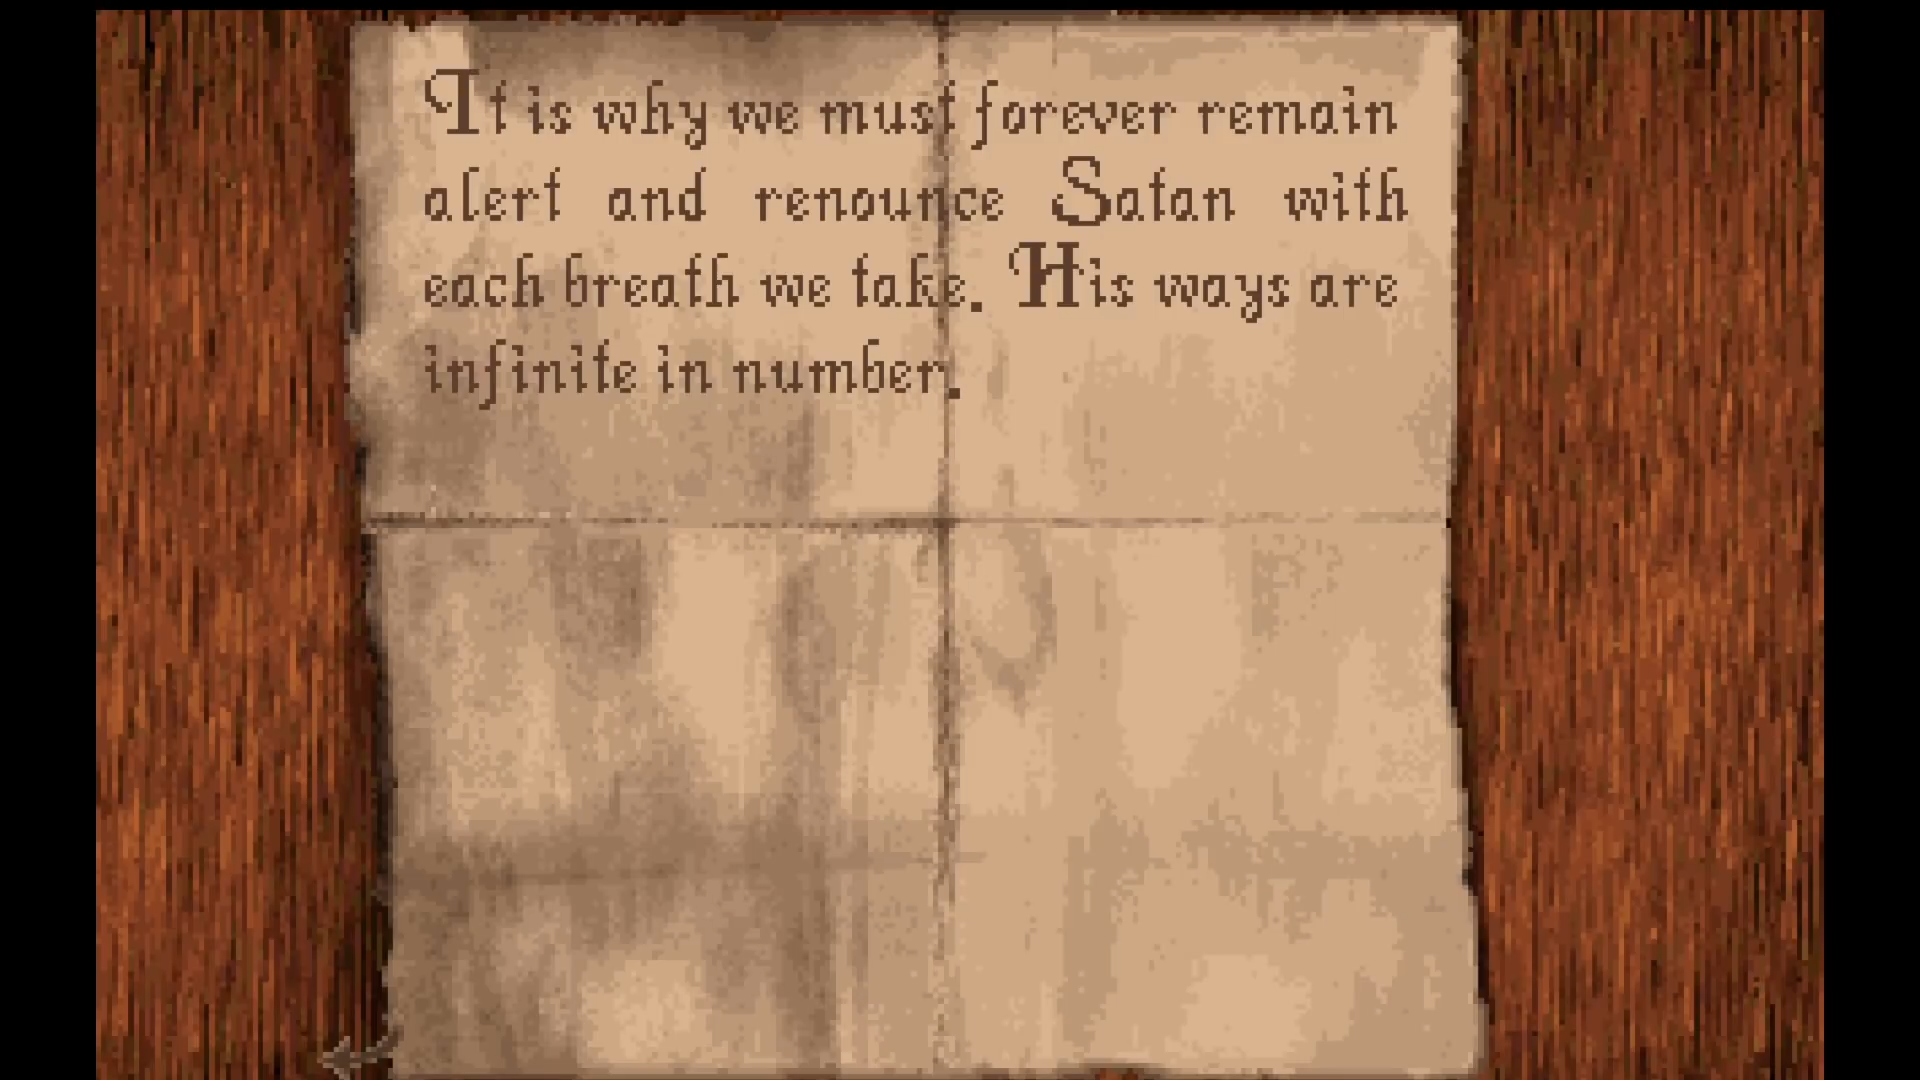 It is why we must forever remain
alert and renounce Satan with
each breath we take. His ways are
infinite in number.